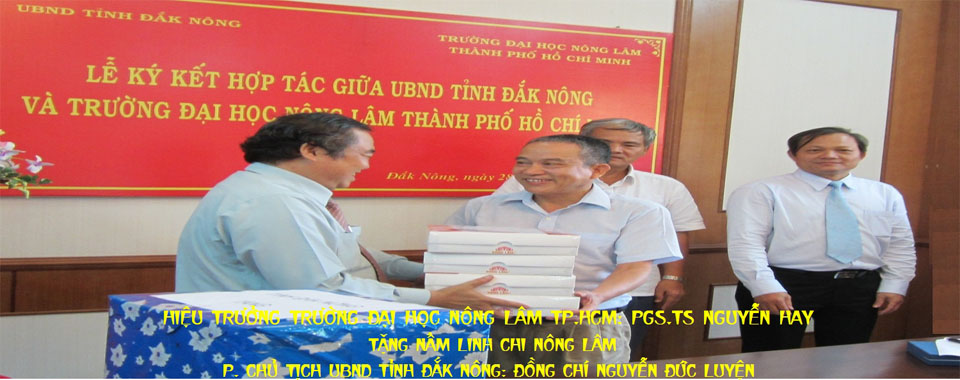 UBND TỈNH ĐẮK NÔNG
TRƯỜNG ĐẠI HỌC NÔNG LÂM
THÀNH PHỐ HỒ CHÍ MINH
LỄ KÝ KẾT HỢP TÁC GIỮA UBND TỈNH ĐẮK NÔNG
VÀ TRƯỜNG ĐẠI HỌC NÔNG LÂM THÀNH PHỐ HỒ CHÍ
Đắk Nông, ngày
HIỆU TRƯỞNG TRƯỜNG ĐẠI HỌC NÔNG LÂM TP.HCM: PGS.TS NGUYỄN HAY
TẶNG NẤM LINH CHI NÔNG LÂM
P. CHỦ TỊCH UBND TỈNH ĐẮK NÔNG: ĐỒNG CHÍ NGUYỄN ĐỨC LUYỆN